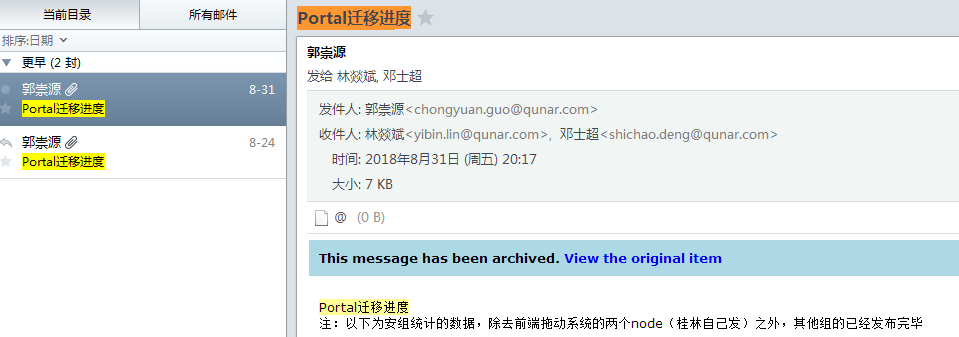 当前目录
所有邮件
排序:日期
更早 (2 封)
郭崇源
8-31
Portal迁移进度
郭崇源
8-24
Portal迁移进度
Portal迁移进度
郭崇源
发给 林燚斌, 邓士超
发件人: 郭崇源<chongyuan.guo@qunar.com>
收件人: 林燚斌<yibin.lin@qunar.com>, 邓士超<shichao.deng@qunar.com>
时间: 2018年8月31日 (周五) 20:17
大小: 7 KB
@ (0 B)
This message has been archived. View the original item
Portal迁移进度
注：以下为安组统计的数据，除去前端拖动系统的两个node（桂林自己发）之外，其他组的已经发布完毕